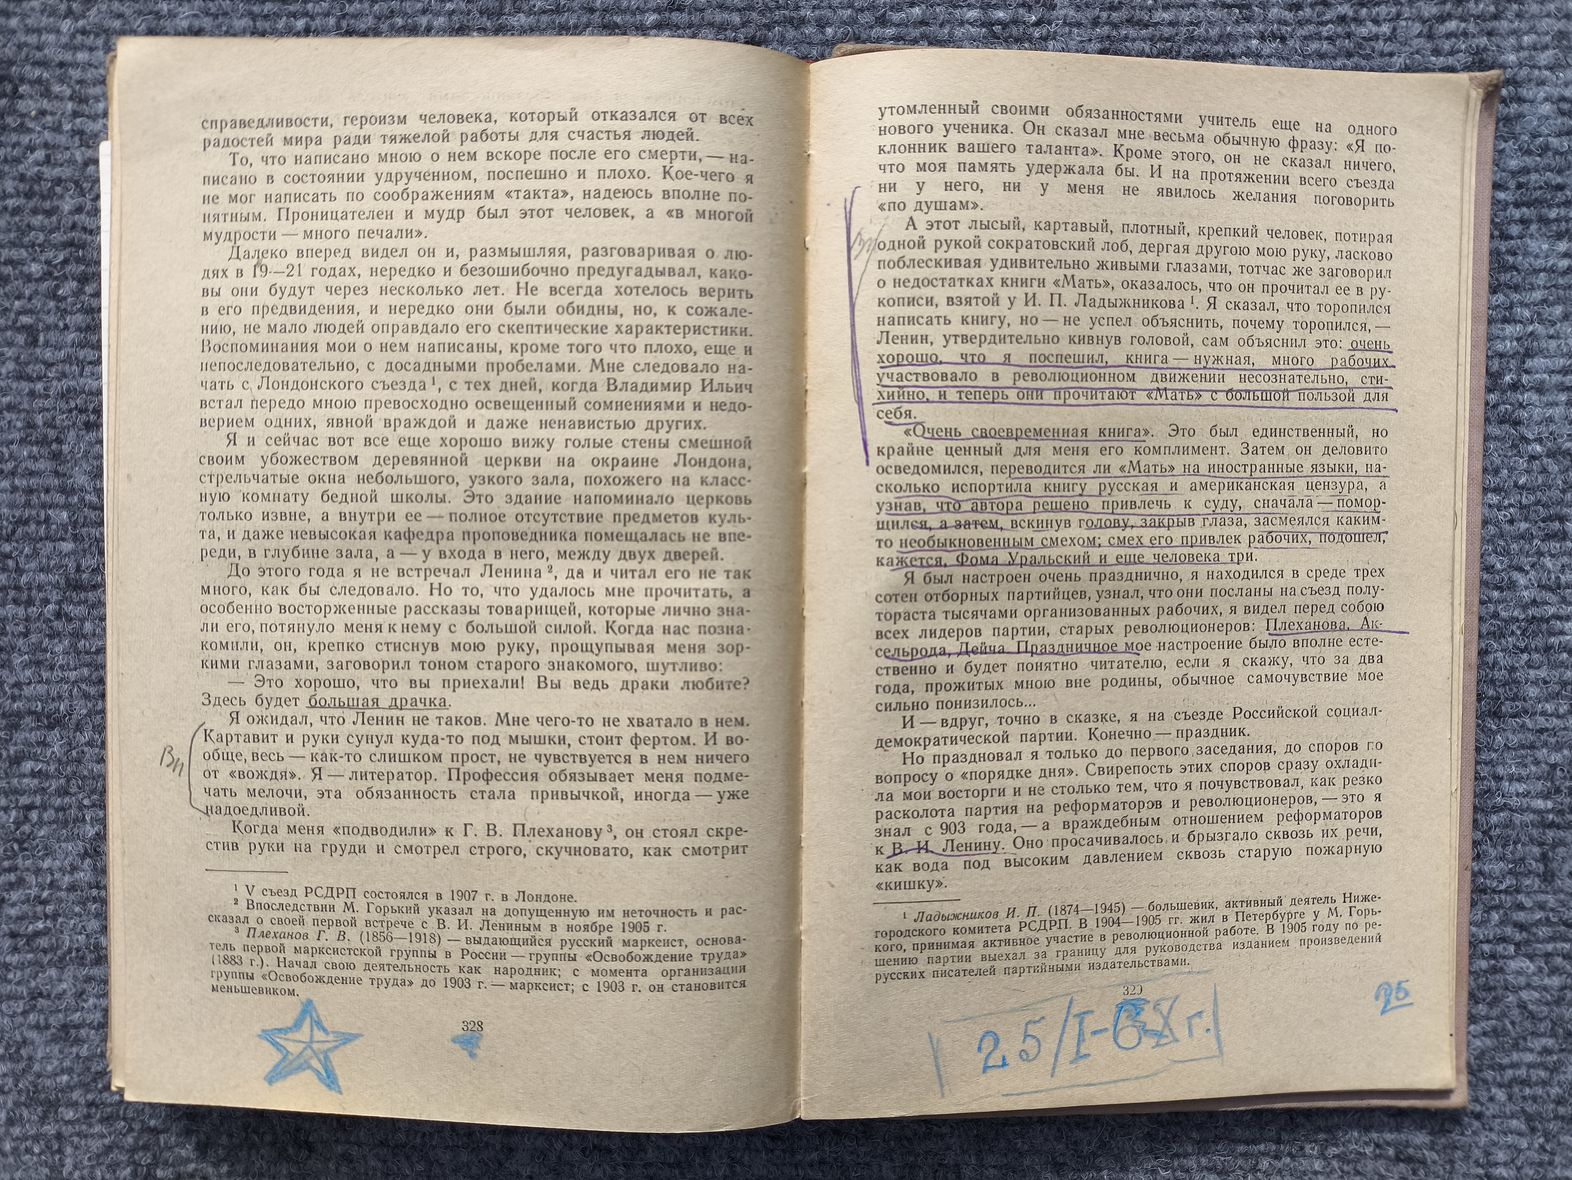 справедливости, героизм человека, который отказался от всех
радостей мира ради тяжелой работы для счастья людей.
То, что написано мною о нем вскоре после его смерти, — на-
писано в состоянии удрученном, поспешно и плохо. Кое-чего я
не мог написать по соображениям «такта», надеюсь вполне по-
нятным. Проницателен и мудр был этот человек, а «в многой
мудрости — много печали».
Далеко вперед видел он и, размышляя, разговаривая о лю-
дях в 19—21 годах, нередко и безошибочно предугадывал, како-
вы они будут через несколько лет. Не всегда хотелось верить
в его предвидения, и нередко они были обидны, но, к сожале-
нию, не мало людей оправдало его скептические характеристики.
Воспоминания мои о нем написаны, кроме того что плохо, еще и
непоследовательно, с досадными пробелами. Мне следовало на-
чать с Лондонского съезда¹, с тех дней, когда Владимир Ильич
встал передо мною превосходно освещенный сомнениями и недо-
верием одних, явной враждой и даже ненавистью других.
Я и сейчас вот все еще хорошо вижу голые стены смешной
своим убожеством деревянной церкви на окраине Лондона,
стрельчатые окна небольшого, узкого зала, похожего на класс-
ную комнату бедной школы. Это здание напоминало церковь
только извне, а внутри ее — полное отсутствие предметов куль-
та, и даже невысокая кафедра проповедника помещалась не впе-
реди, в глубине зала, а — у входа в него, между двух дверей.
До этого года я не встречал Ленина², да и читал его не так
много, как бы следовало. Но то, что удалось мне прочитать, а
особенно восторженные рассказы товарищей, которые лично зна-
ли его, потянуло меня к нему с большой силой. Когда нас позна-
комили, он, крепко стиснув мою руку, прощупывая меня зор-
кими глазами, заговорил тоном старого знакомого, шутливо:
— Это хорошо, что вы приехали! Вы ведь драки любите?
Здесь будет большая драчка.
Я ожидал, что Ленин не таков. Мне чего-то не хватало в нем.
Картавит и руки сунул куда-то под мышки, стоит фертом. И во-
обще, весь — как-то слишком прост, не чувствуется в нем ничего
от «вождя». Я — литератор. Профессия обязывает меня подме-
чать мелочи, эта обязанность стала привычкой, иногда — уже
надоедливой.
Когда меня «подводили» к Г. В. Плеханову³, он стоял скре-
стив руки на груди и смотрел строго, скучновато, как смотрит
¹ V съезд РСДРП состоялся в 1907 г. в Лондоне.
² Впоследствии М. Горький указал на допущенную им неточность и рас-
сказал о своей первой встрече с В. И. Лениным в ноябре 1905 г.
³ Плеханов Г. В. (1856—1918) — выдающийся русский марксист, основа-
тель первой марксистской группы в России — группы «Освобождение труда»
(1883 г.). Начал свою деятельность как народник; с момента организации
группы «Освобождение труда» до 1903 г. — марксист; с 1903 г. он становится
меньшевиком.
328
утомленный своими обязанностями учитель еще на одного
нового ученика. Он сказал мне весьма обычную фразу: «Я по-
клонник вашего таланта». Кроме этого, он не сказал ничего,
что моя память удержала бы. И на протяжении всего съезда
ни у него, ни у меня не явилось желания поговорить
«по душам».
А этот лысый, картавый, плотный, крепкий человек, потирая
одной рукой сократовский лоб, дергая другою мою руку, ласково
поблескивая удивительно живыми глазами, тотчас же заговорил
о недостатках книги «Мать», оказалось, что он прочитал ее в ру-
кописи, взятой у И. П. Ладыжникова¹. Я сказал, что торопился
написать книгу, но — не успел объяснить, почему торопился, —
Ленин, утвердительно кивнув головой, сам объяснил это: очень
хорошо, что я поспешил, книга — нужная, много рабочих
участвовало в революционном движении несознательно, сти-
хийно, и теперь они прочитают «Мать» с большой пользой для
себя.
«Очень своевременная книга». Это был единственный, но
крайне ценный для меня его комплимент. Затем он деловито
осведомился, переводится ли «Мать» на иностранные языки, на-
сколько испортила книгу русская и американская цензура, а
узнав, что автора решено привлечь к суду, сначала — помор-
щился, а затем, вскинув голову, закрыв глаза, засмеялся каким-
то необыкновенным смехом; смех его привлек рабочих, подошел,
кажется, Фома Уральский и еще человека три.
Я был настроен очень празднично, я находился в среде трех
сотен отборных партийцев, узнал, что они посланы на съезд полу-
тораста тысячами организованных рабочих, я видел перед собою
всех лидеров партии, старых революционеров: Плеханова, Ак-
сельрода, Дейча. Праздничное мое настроение было вполне есте-
ственно и будет понятно читателю, если я скажу, что за два
года, прожитых мною вне родины, обычное самочувствие мое
сильно понизилось...
И — вдруг, точно в сказке, я на съезде Российской социал-
демократической партии. Конечно — праздник.
Но праздновал я только до первого заседания, до споров по
вопросу о «порядке дня». Свирепость этих споров сразу охлади-
ла мои восторги и не столько тем, что я почувствовал, как резко
расколота партия на реформаторов и революционеров, — это я
знал с 903 года, — а враждебным отношением реформаторов
к В. И. Ленину. Оно просачивалось и брызгало сквозь их речи,
как вода под высоким давлением сквозь старую пожарную
«кишку».
¹ Ладыжников И. П. (1874—1945) — большевик, активный деятель Ниже-
городского комитета РСДРП. В 1904—1905 гг. жил в Петербурге у М. Горь-
кого, принимая активное участие в революционной работе. В 1905 году по ре-
шению партии выехал за границу для руководства изданием произведений
русских писателей партийными издательствами.
329